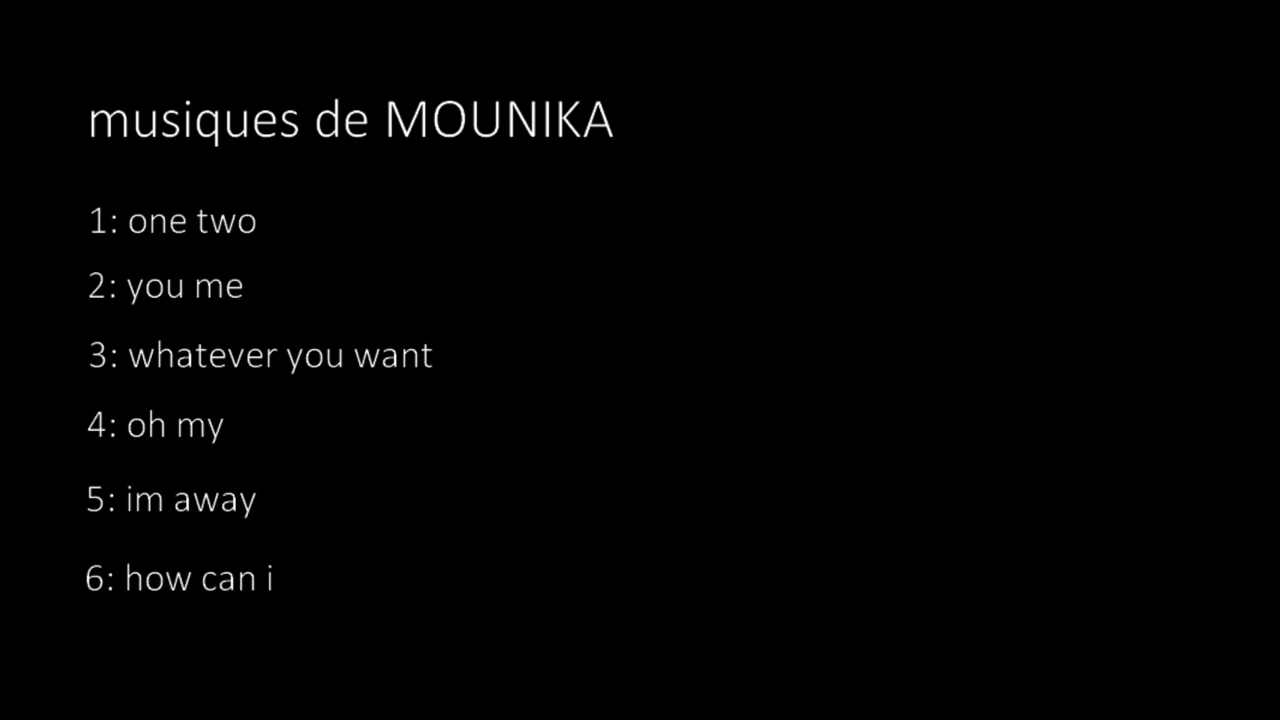 musiques de MOUNIKA
1: one two
2: you me
3: whatever you want
4: oh my
5: im away
6: how can i